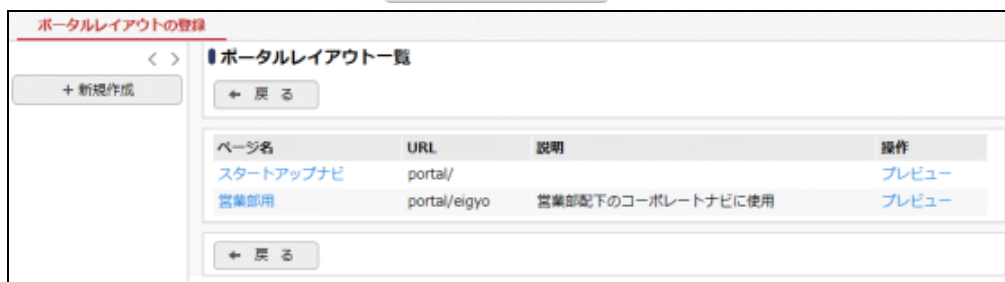 ポータルレイアウトの登録
< >
+ 新規作成
ポータルレイアウト一覧
← 戻 る
ページ名 URL 説明 操作
スタートアップナビ portal/ プレビュー
営業部用 portal/eigyo 営業部配下のコーポレートナビに使用 プレビュー
← 戻 る